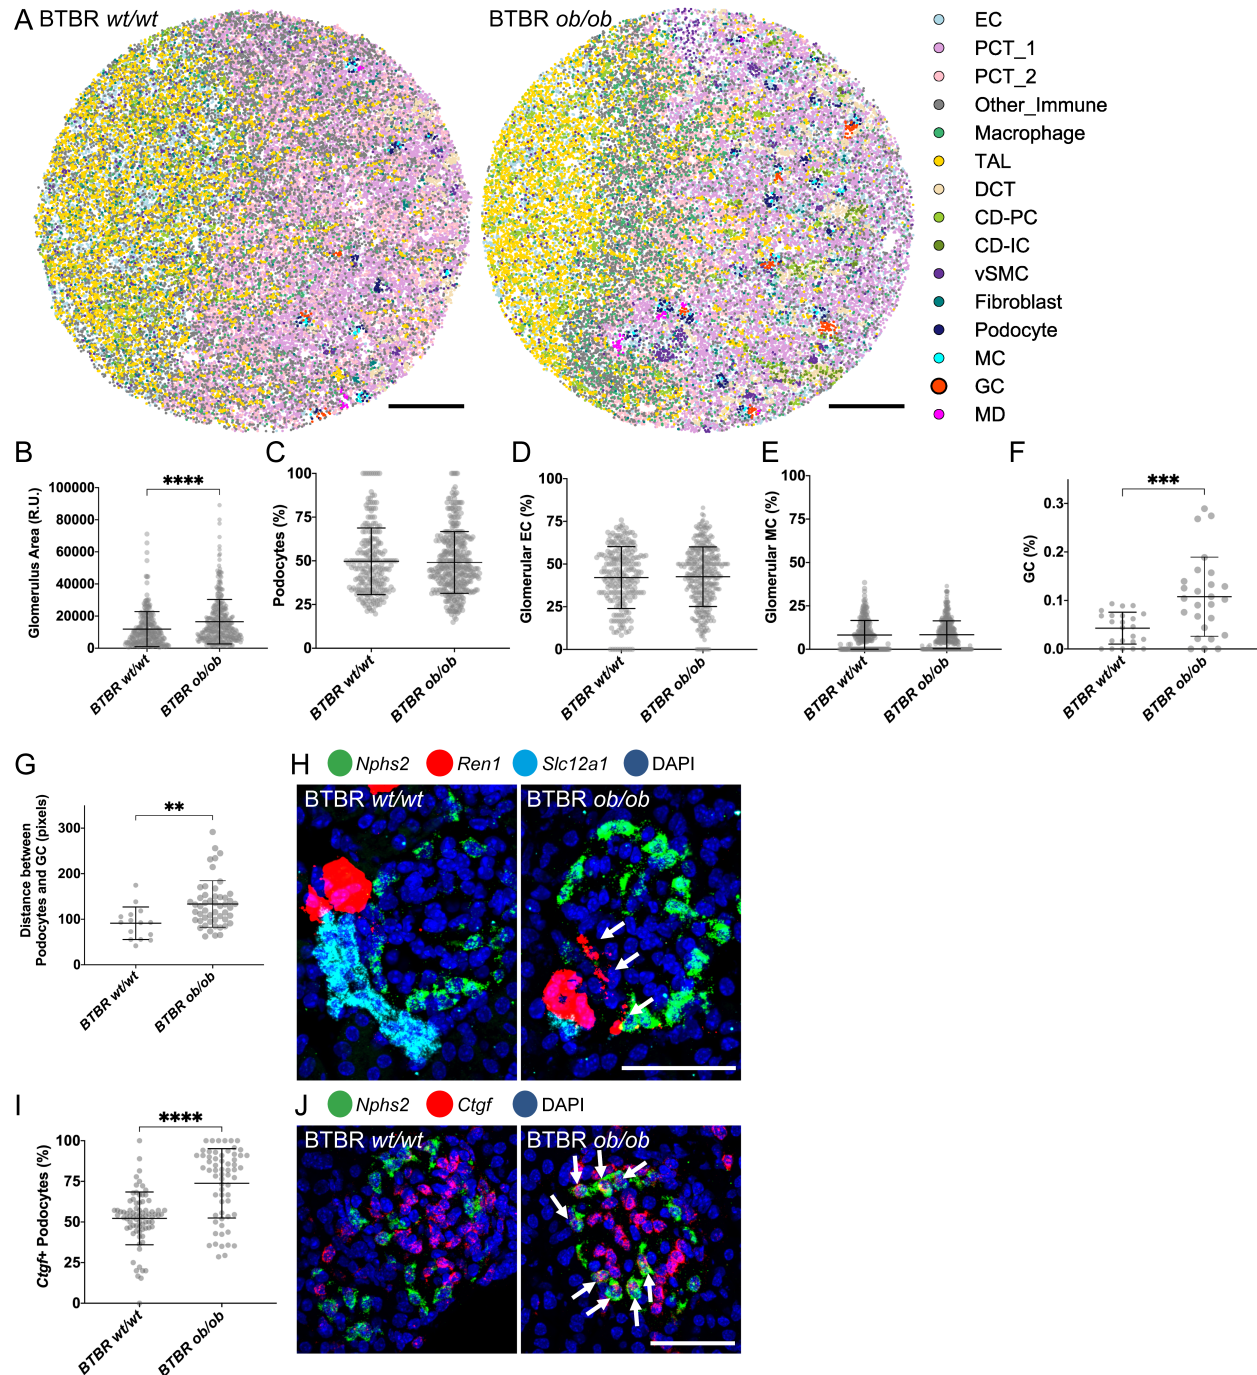 A BTBR wt/wt
BTBR ob/ob
EC
PCT_1
PCT_2
Other_Immune
Macrophage
TAL
DCT
CD-PC
CD-IC
vSMC
Fibroblast
Podocyte
MC
GC
MD
B
Glomerulus Area (R.U.)
100000
80000
60000
40000
20000
0
****
BTBR wt/wt
BTBR ob/ob
C
Podocytes (%)
100
75
50
25
0
BTBR wt/wt
BTBR ob/ob
D
Glomerular EC (%)
100
75
50
25
0
BTBR wt/wt
BTBR ob/ob
E
Glomerular MC (%)
100
75
50
25
0
BTBR wt/wt
BTBR ob/ob
F
GC (%)
0.3
0.2
0.1
0.0
***
BTBR wt/wt
BTBR ob/ob
G
Distance between
Podocytes and GC (pixels)
300
200
100
0
**
BTBR wt/wt
BTBR ob/ob
H Nphs2 Ren1 Slc12a1 DAPI
BTBR wt/wt
BTBR ob/ob
I
Ctgf+ Podocytes (%)
100
75
50
25
0
****
BTBR wt/wt
BTBR ob/ob
J Nphs2 Ctgf DAPI
BTBR wt/wt
BTBR ob/ob